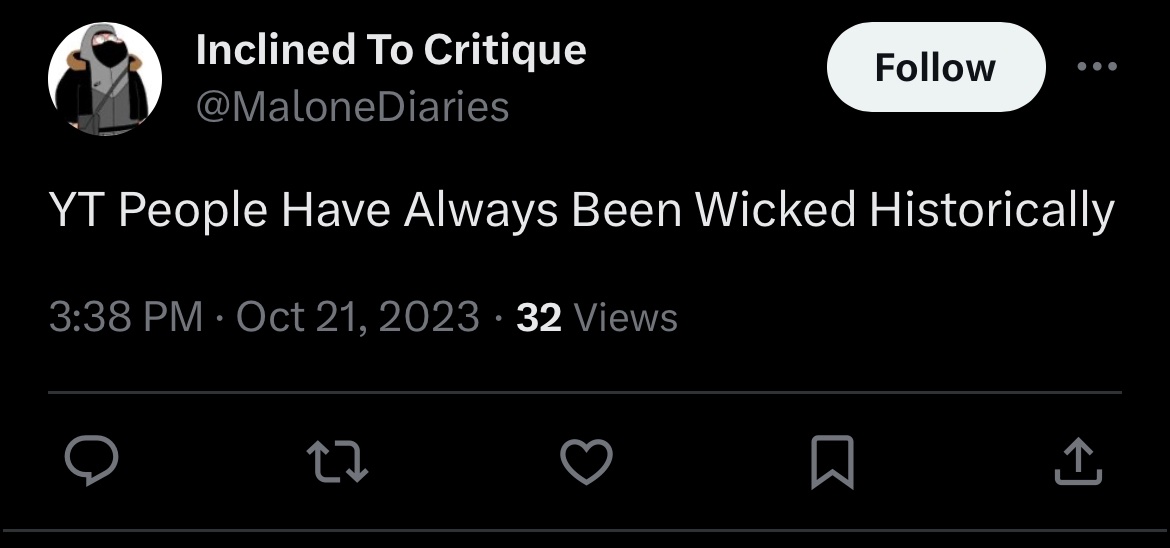 Inclined To Critique
Follow
@MaloneDiaries
YT People Have Always Been Wicked Historically
3:38 PM · Oct 21, 2023 · 32 Views